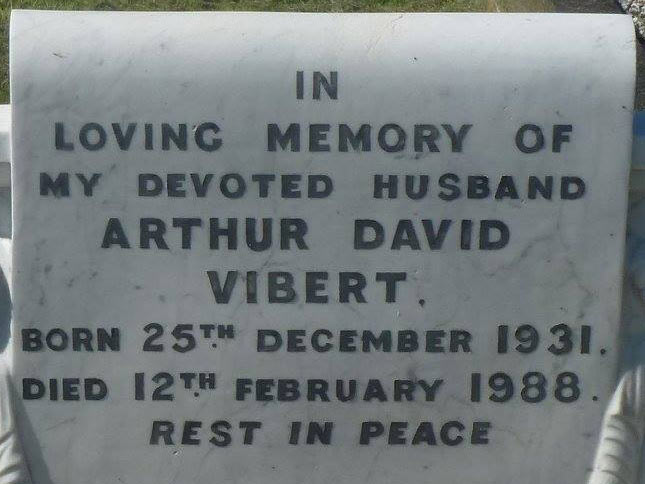 IN
LOVING MEMORY OF
MY DEVOTED HUSBAND
ARTHUR DAVID
VIBERT.
BORN 25TH DECEMBER 1931.
DIED 12TH FEBRUARY 1988.
REST IN PEACE